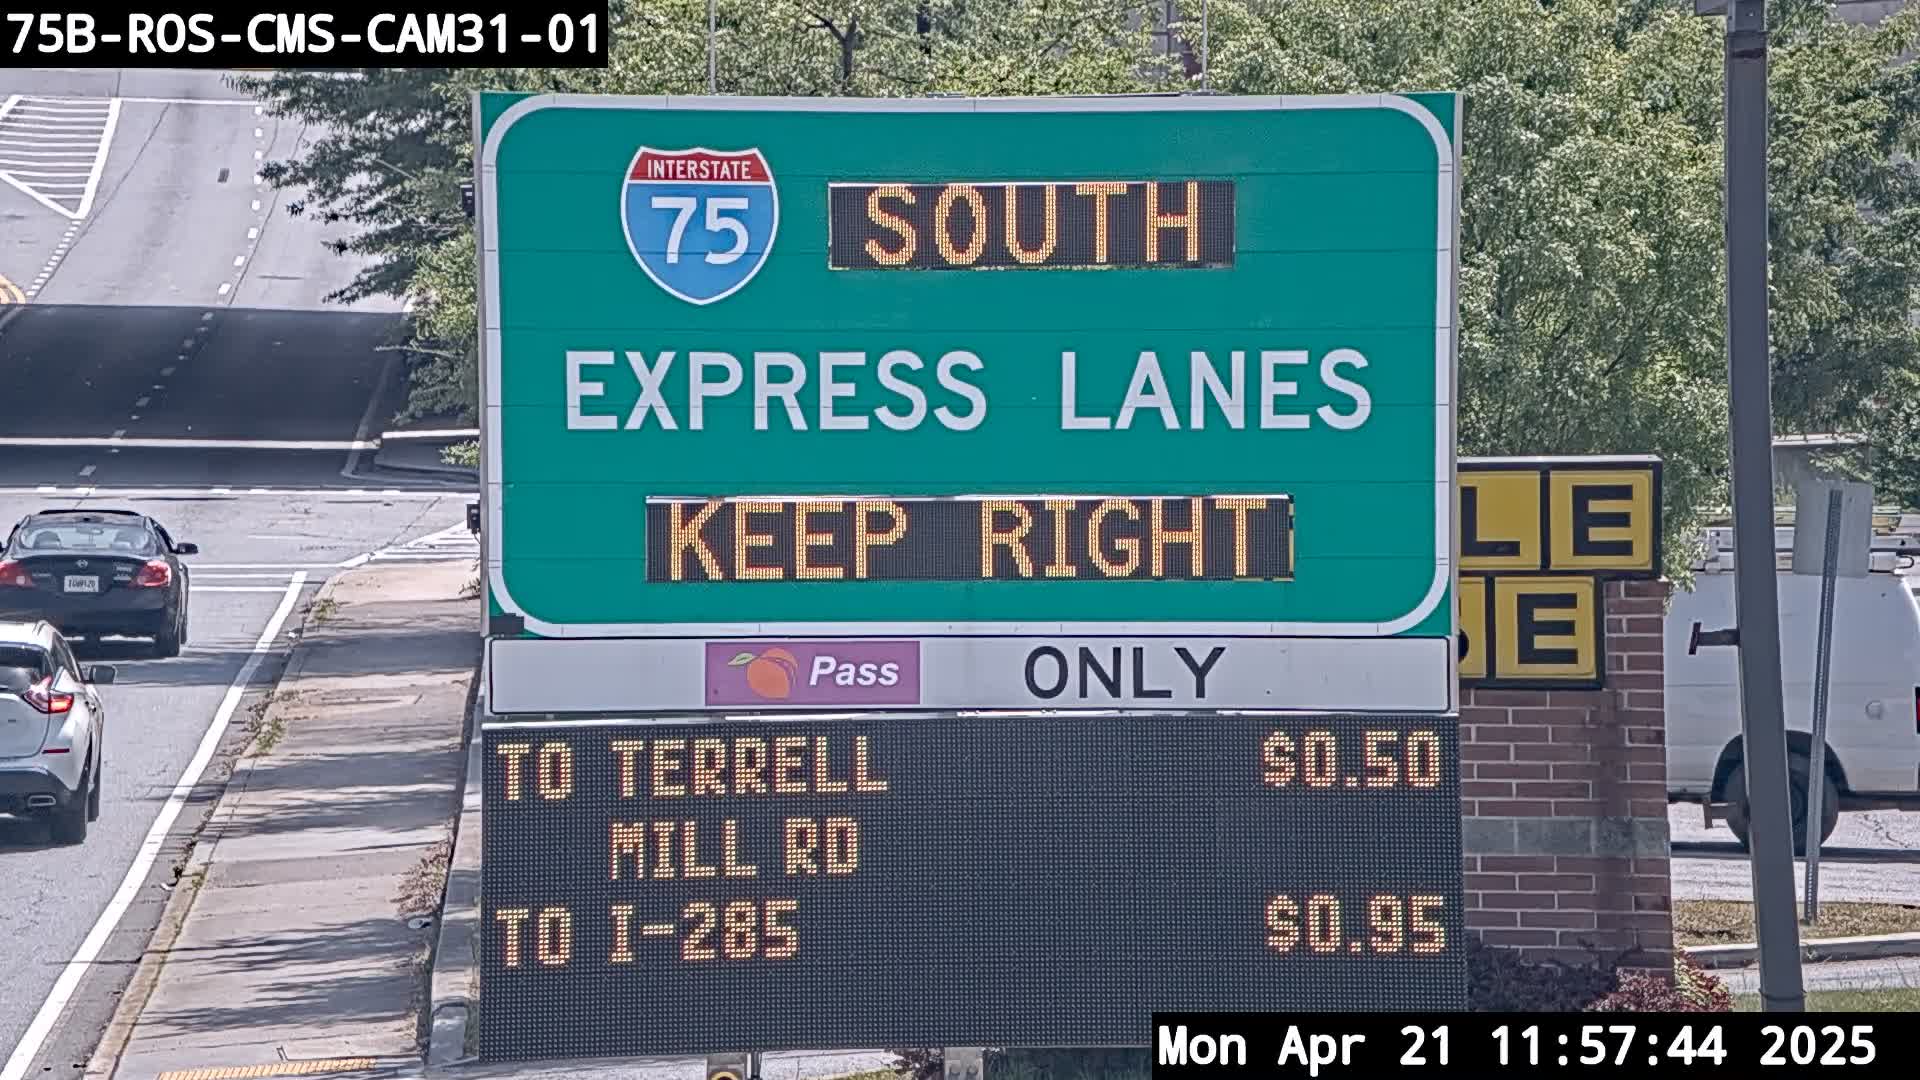 75B-ROS-CMS-CAM31-01
INTERSTATE
75
SOUTH
EXPRESS LANES
KEEP RIGHT
Pass ONLY
TO TERRELL $0.50
MILL RD
TO I-285 $0.95
LE
E
Mon Apr 21 11:57:44 2025